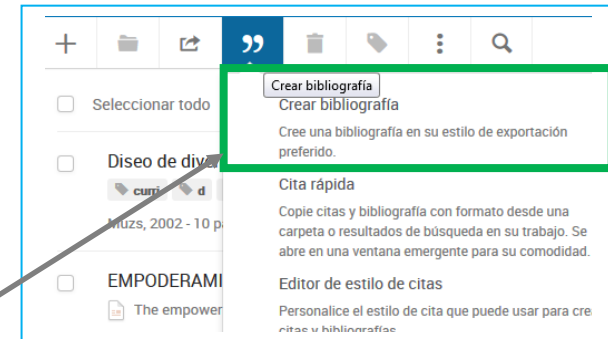 ”
Crear bibliografía
Seleccionar todo
Crear bibliografía
Cree una bibliografía en su estilo de exportación
preferido.
Diseo de
curri d
Muzs, 2002 - 10
Cita rápida
Copie citas y bibliografía con formato desde una
carpeta o resultados de búsqueda en su trabajo. Se
abre en una ventana emergente para su comodidad.
EMPODERAMI
The empower
Editor de estilo de citas
Personalice el estilo de cita que puede usar para cre
citas y bibliografías